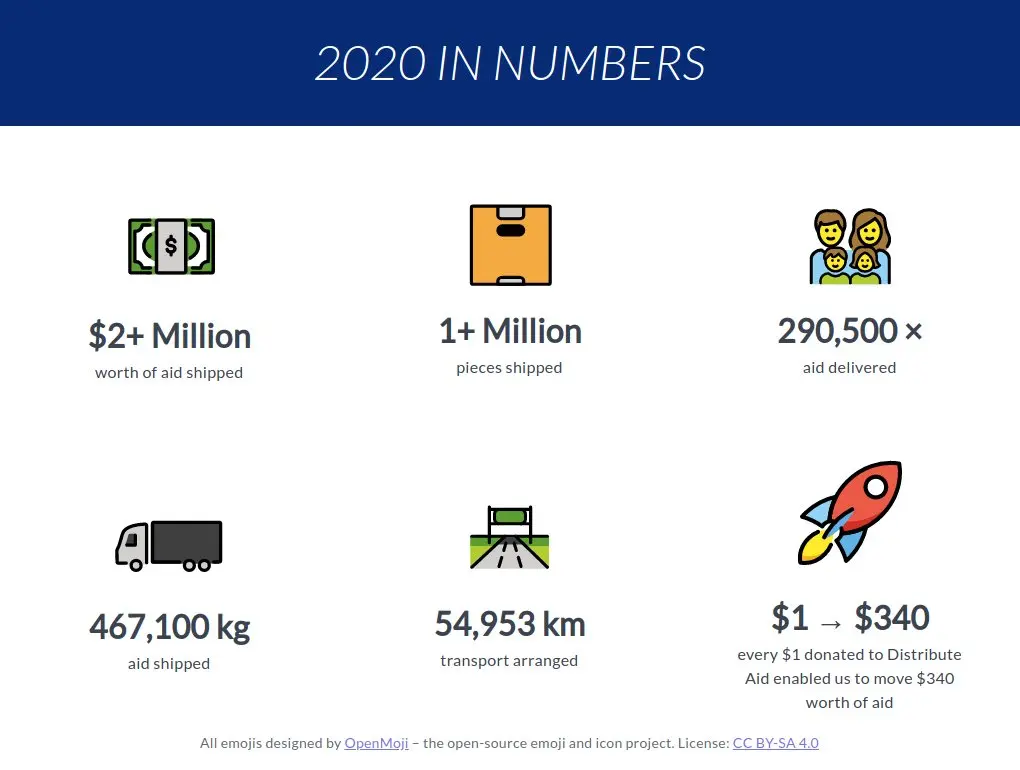 2020 IN NUMBERS
$
$2+ Million
worth of aid shipped
1+ Million
pieces shipped
290,500 ×
aid delivered
467,100 kg
aid shipped
54,953 km
transport arranged
$1 → $340
every $1 donated to Distribute
Aid enabled us to move $340
worth of aid
All emojis designed by OpenMoji – the open-source emoji and icon project. License: CC BY-SA 4.0